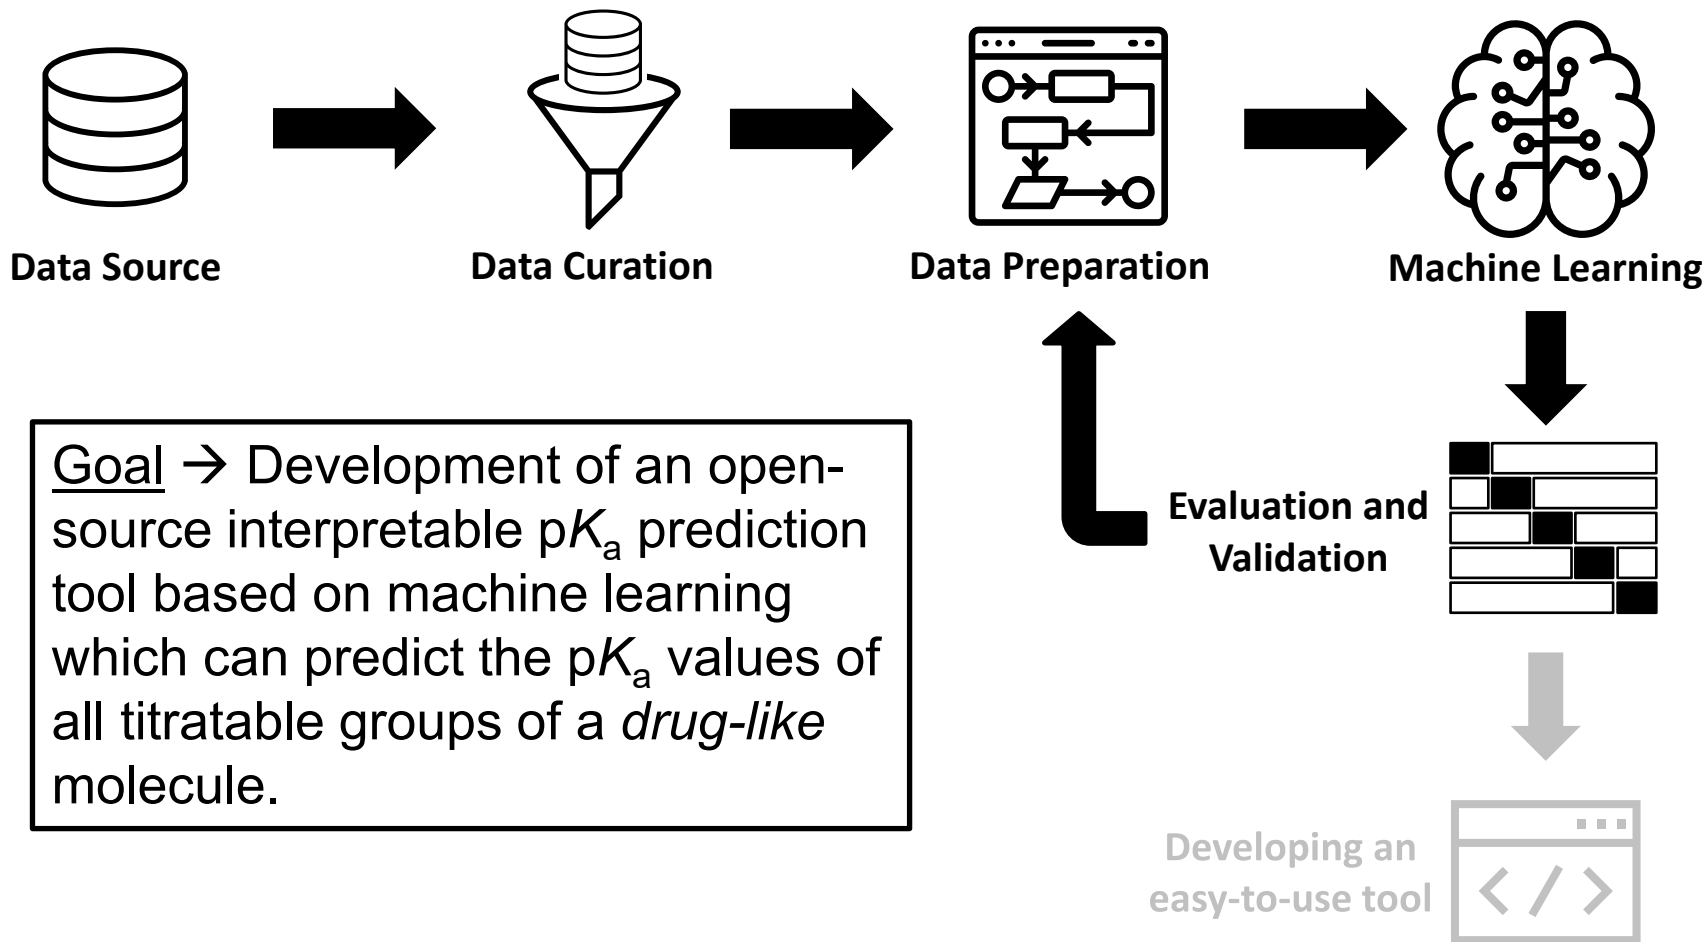 Data Source
Data Curation
Data Preparation
Machine Learning
Goal → Development of an open-
source interpretable pKa prediction
tool based on machine learning
which can predict the pKa values of
all titratable groups of a drug-like
molecule.
Evaluation and
Validation
Developing an
easy-to-use tool